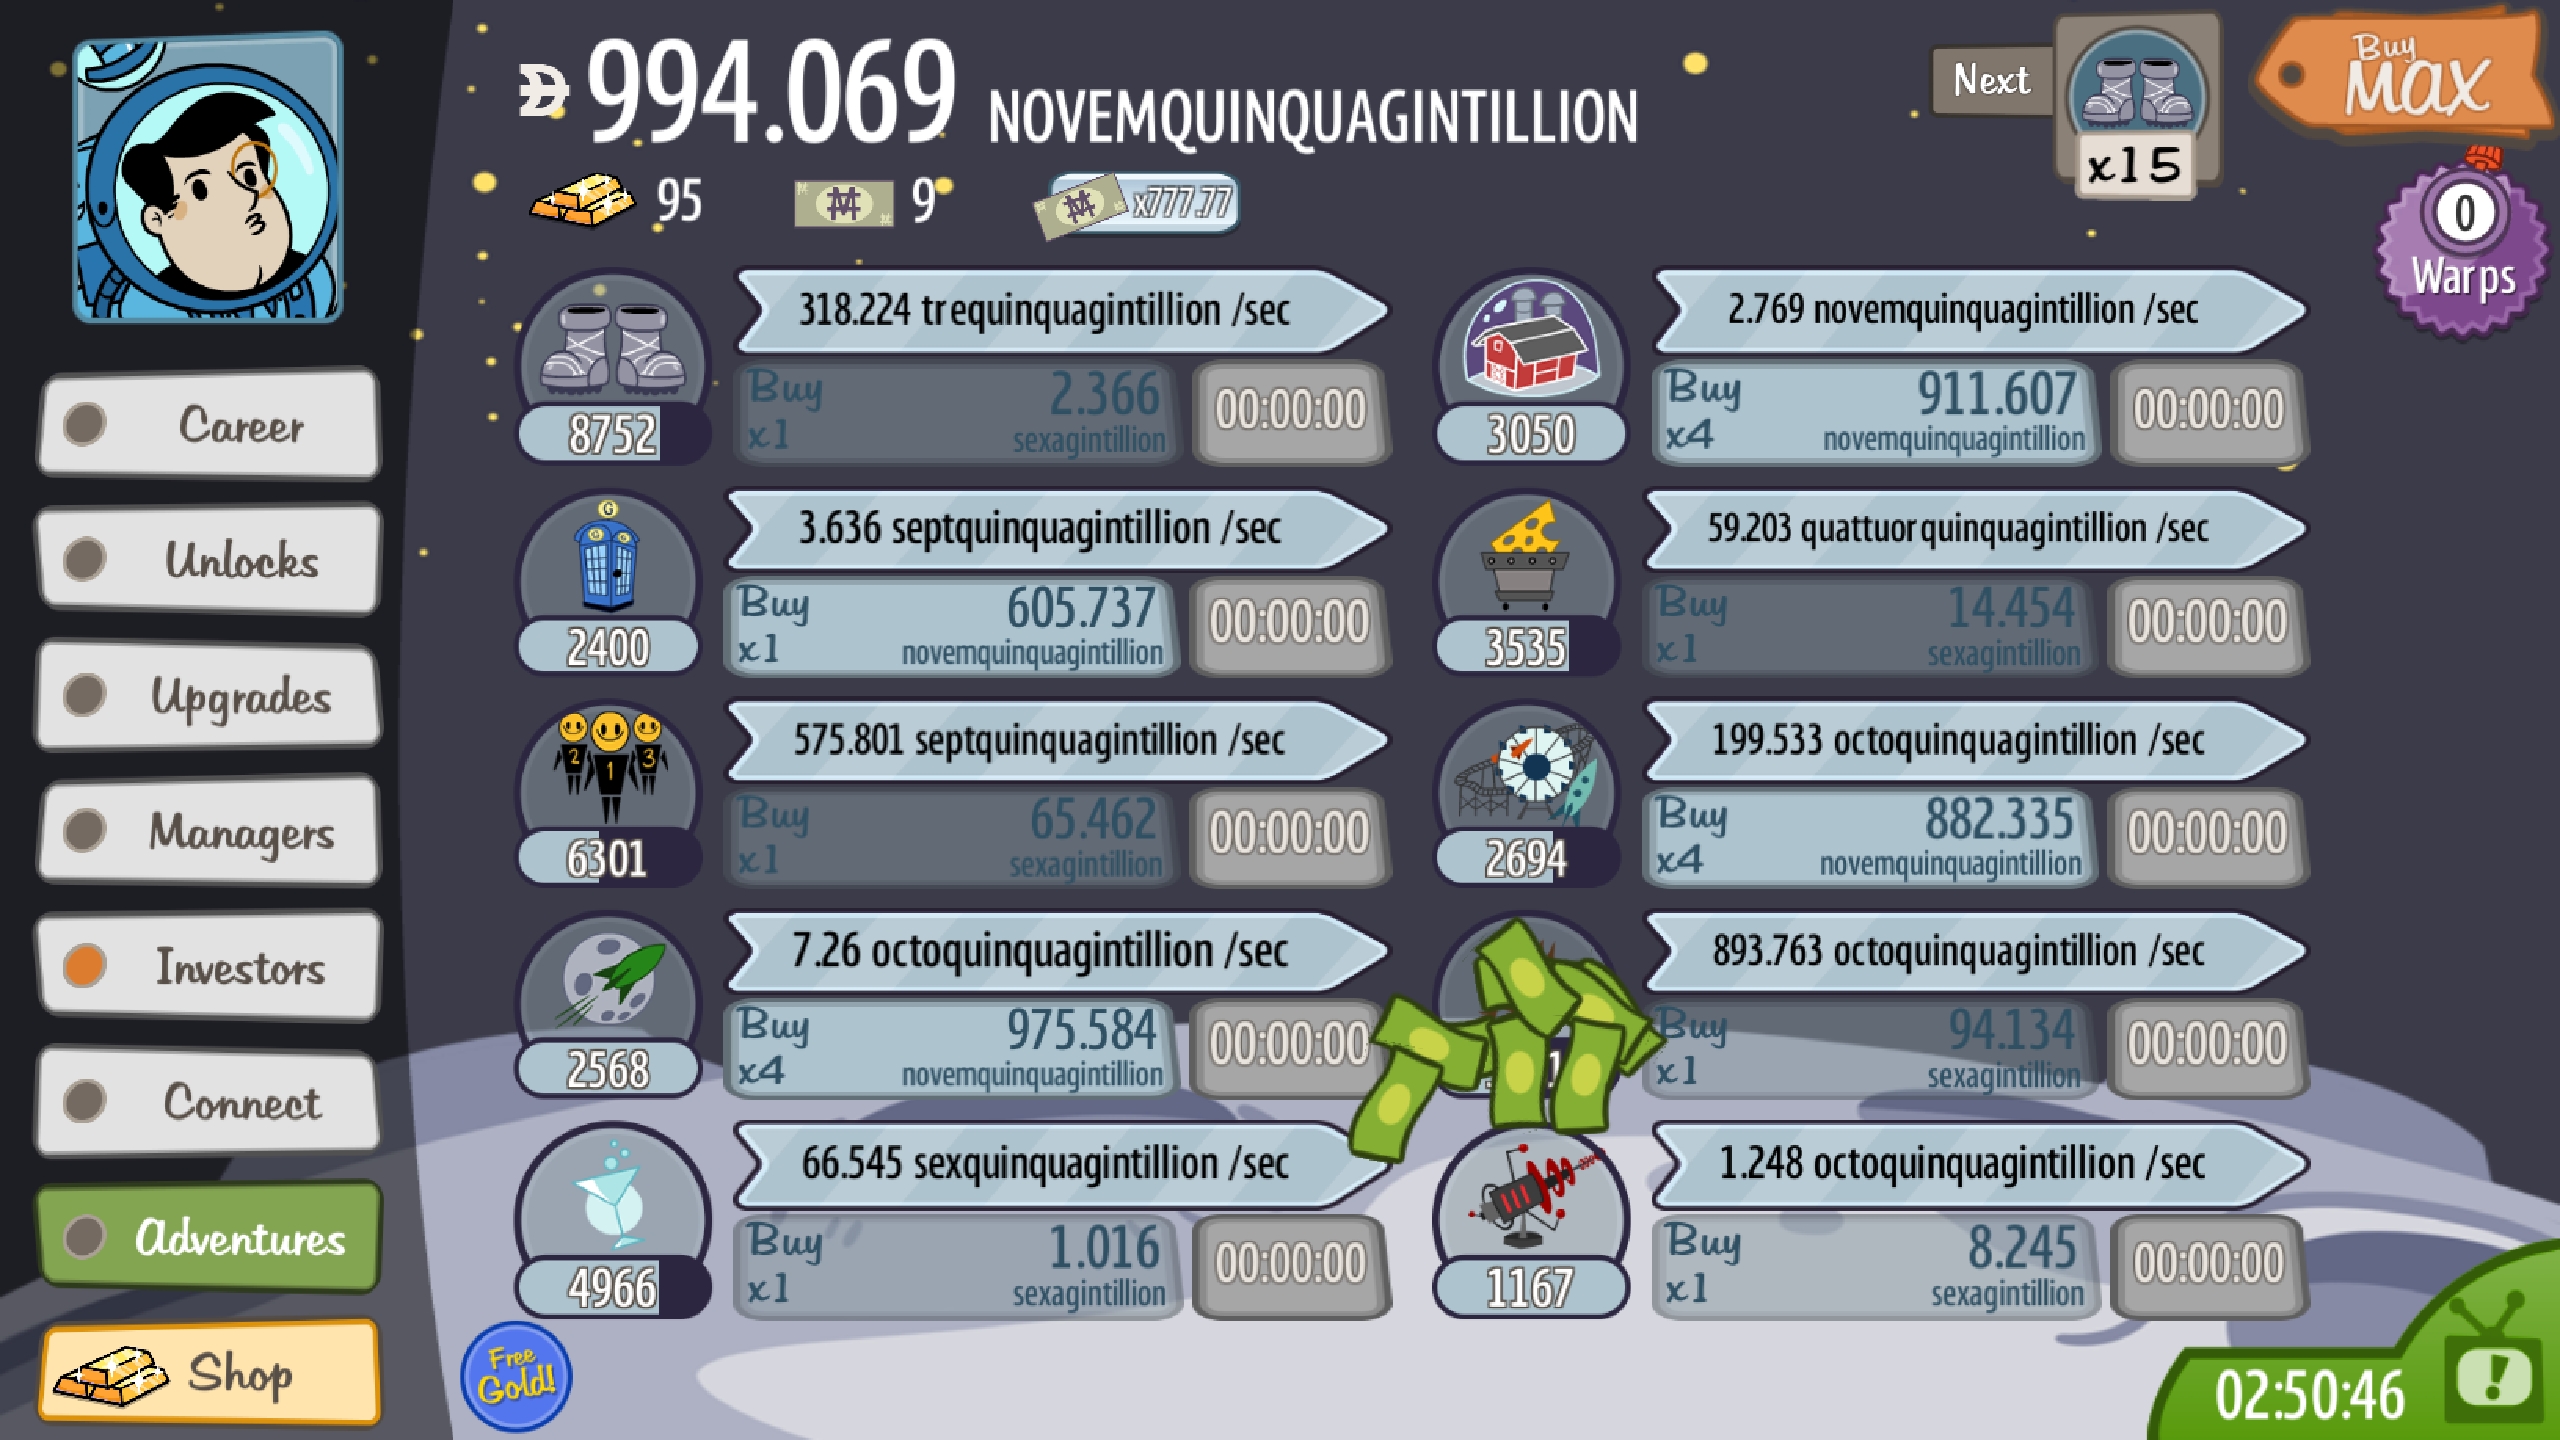 994.069 NOVEMQUINQUAGINTILLION
Next
x15
Buy
MAX
95
9
x777.77
0
Warps
Career
Unlocks
Upgrades
Managers
Investors
Connect
Adventures
Shop
318.224 trequinquagintillion /sec
Buy 2.366
x1 sexagintillion
00:00:00
8752
2.769 novemquinquagintillion /sec
Buy 911.607
x4 novemquinquagintillion
00:00:00
3050
G
3.636 septquinquagintillion /sec
Buy 605.737
x1 novemquinquagintillion
00:00:00
2400
59.203 quattuorquinquagintillion /sec
Buy 14.454
x1 sexagintillion
00:00:00
3535
2 1 3
575.801 septquinquagintillion /sec
Buy 65.462
x1 sexagintillion
00:00:00
6301
199.533 octoquinquagintillion /sec
Buy 882.335
x4 novemquinquagintillion
00:00:00
2694
7.26 octoquinquagintillion /sec
Buy 975.584
x4 novemquinquagintillion
00:00:00
2568
893.763 octoquinquagintillion /sec
Buy 94.134
x1 sexagintillion
00:00:00
66.545 sexquinquagintillion /sec
Buy 1.016
x1 sexagintillion
00:00:00
4966
1.248 octoquinquagintillion /sec
Buy 8.245
x1 sexagintillion
00:00:00
1167
Free
Gold!
02:50:46
!